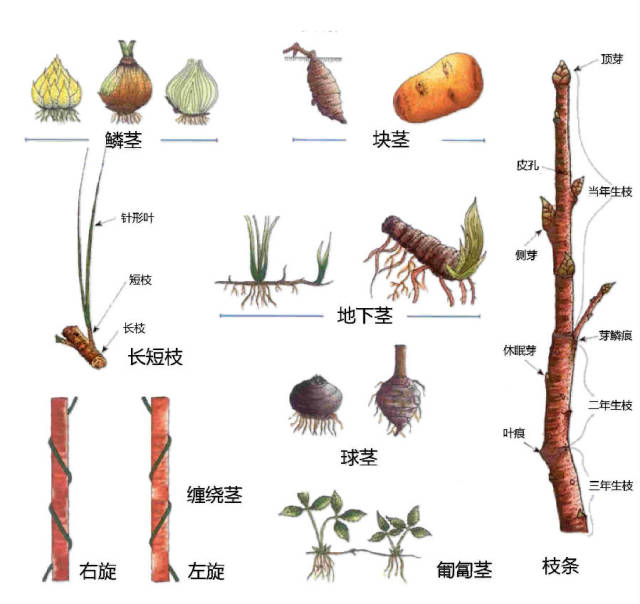 鳞茎
块茎
针形叶
短枝
长枝
长短枝
地下茎
球茎
缠绕茎
右旋
左旋
匍匐茎
顶芽
皮孔
当年生枝
侧芽
芽鳞痕
休眠芽
二年生枝
叶痕
三年生枝
枝条